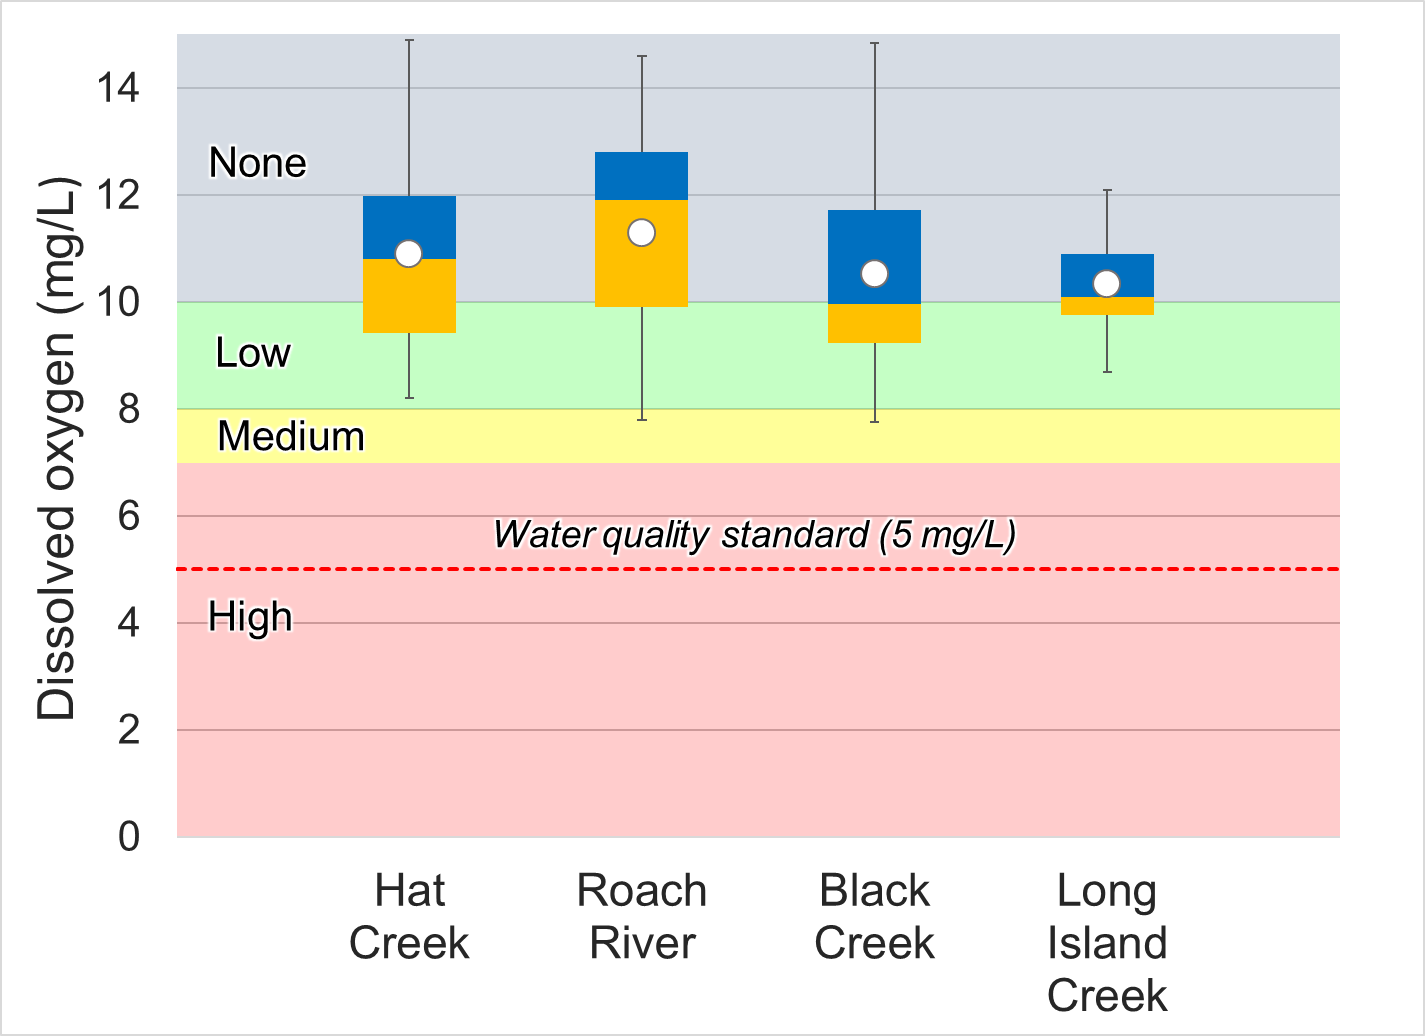 Dissolved oxygen (mg/L)
14
12
10
8
6
4
2
0
None
Low
Medium
Water quality standard (5 mg/L)
High
Hat
Creek
Roach
River
Black
Creek
Long
Island
Creek